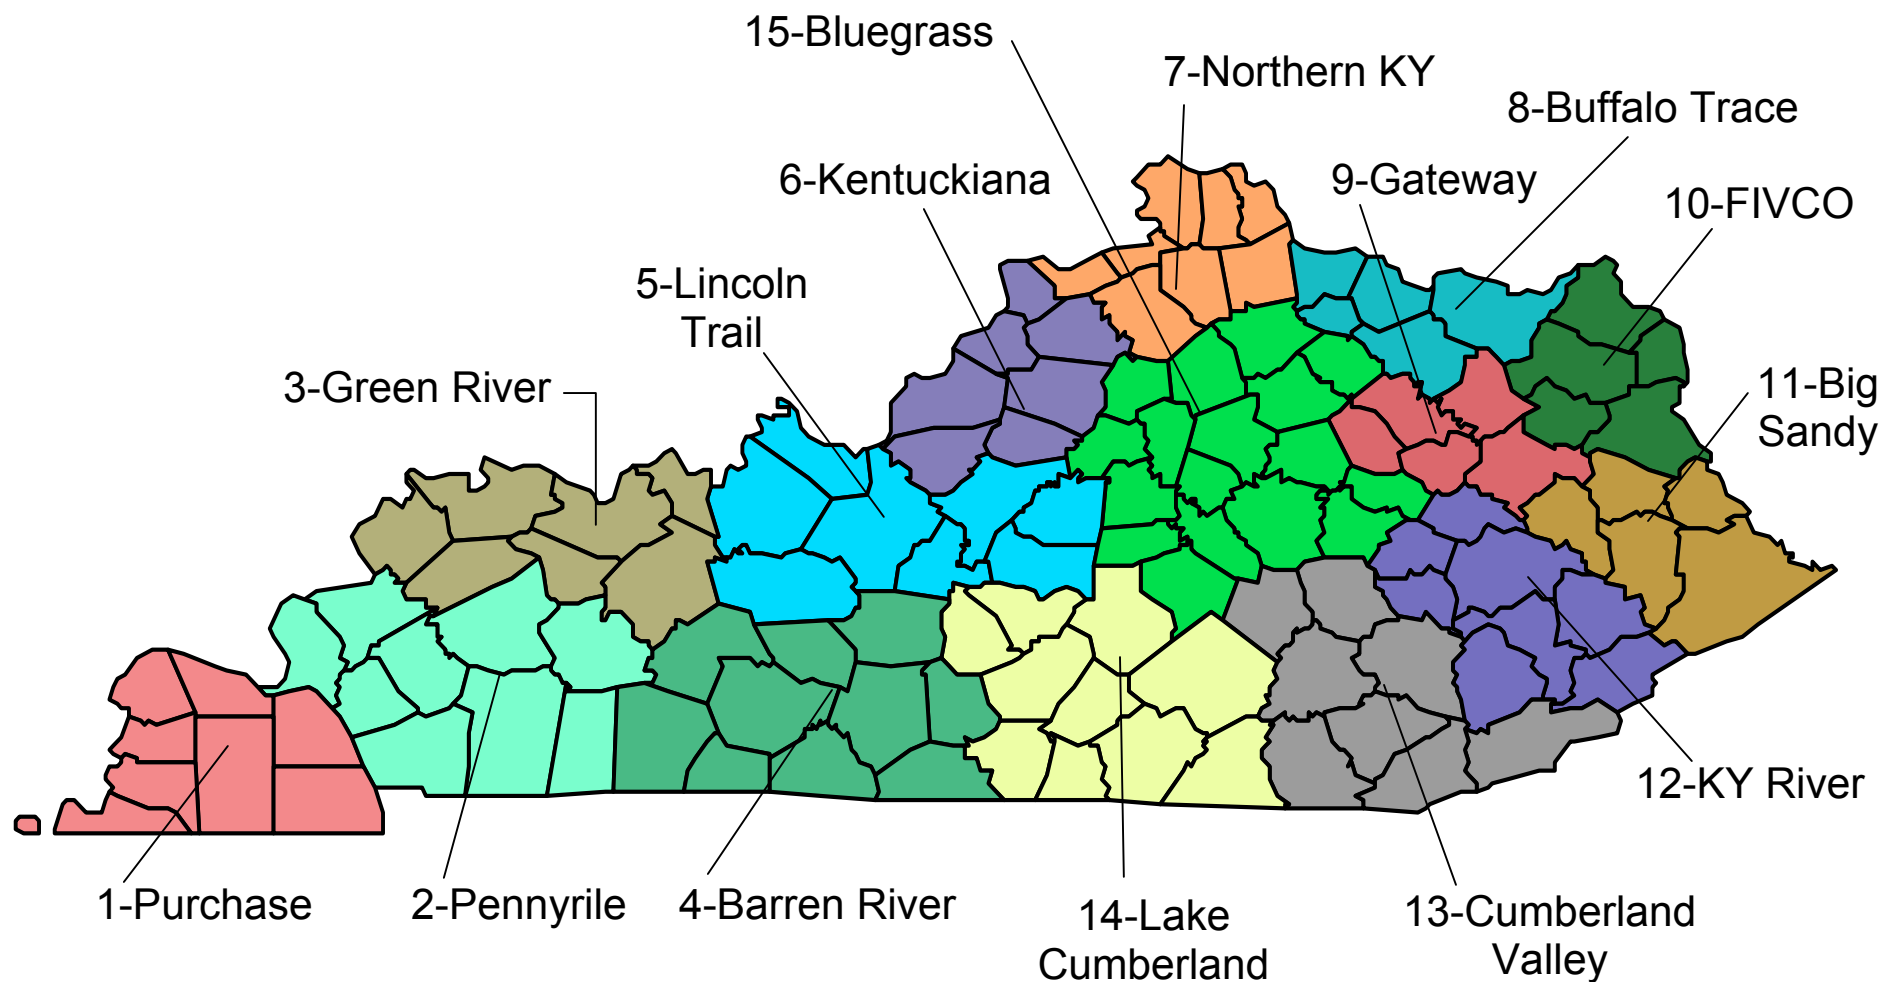 15-Bluegrass
7-Northern KY
8-Buffalo Trace
6-Kentuckiana
9-Gateway
10-FIVCO
5-Lincoln
Trail
3-Green River
11-Big
Sandy
12-KY River
1-Purchase
2-Pennyrile
4-Barren River
14-Lake
Cumberland
13-Cumberland
Valley